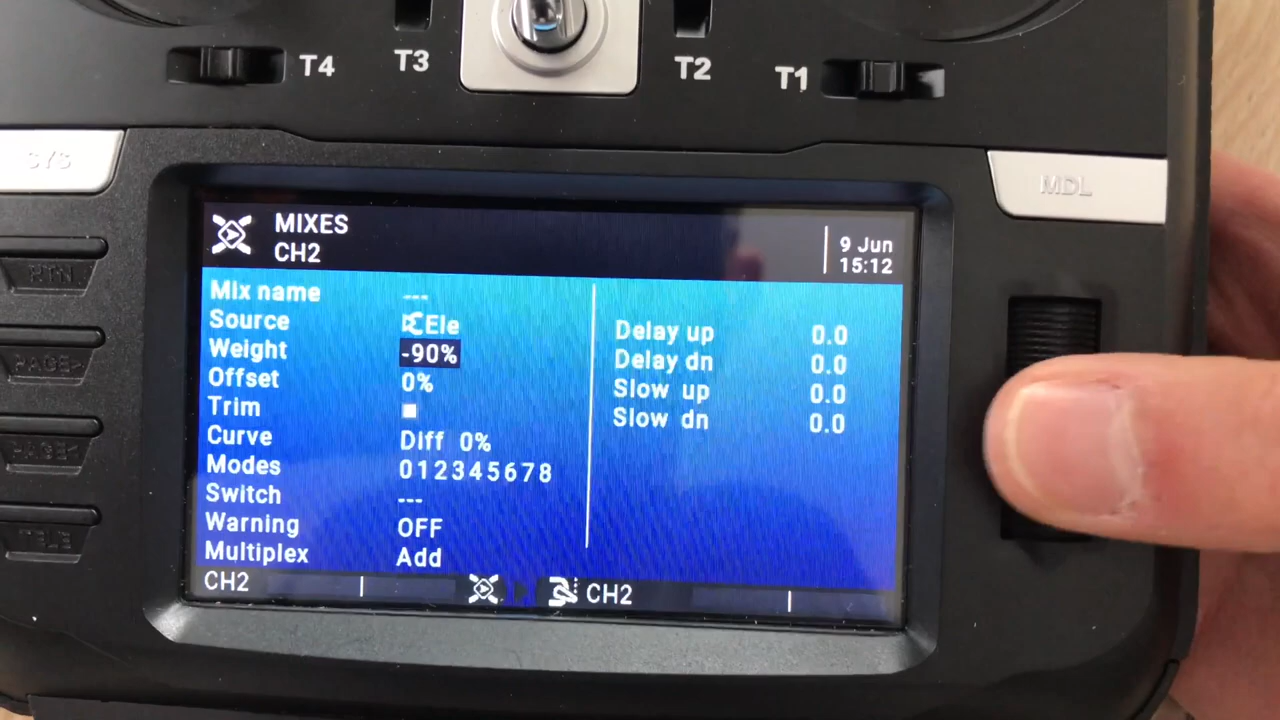 T4
T3
T2
T1
SYS
MDL
MIXES
CH2
9 Jun
15:12
RTN
PAGE>
PAGE<
TELE
Mix name ---
Source Ele
Weight -90%
Offset 0%
Trim
Curve Diff 0%
Modes 012345678
Switch ---
Warning OFF
Multiplex Add
Delay up 0.0
Delay dn 0.0
Slow up 0.0
Slow dn 0.0
CH2
CH2